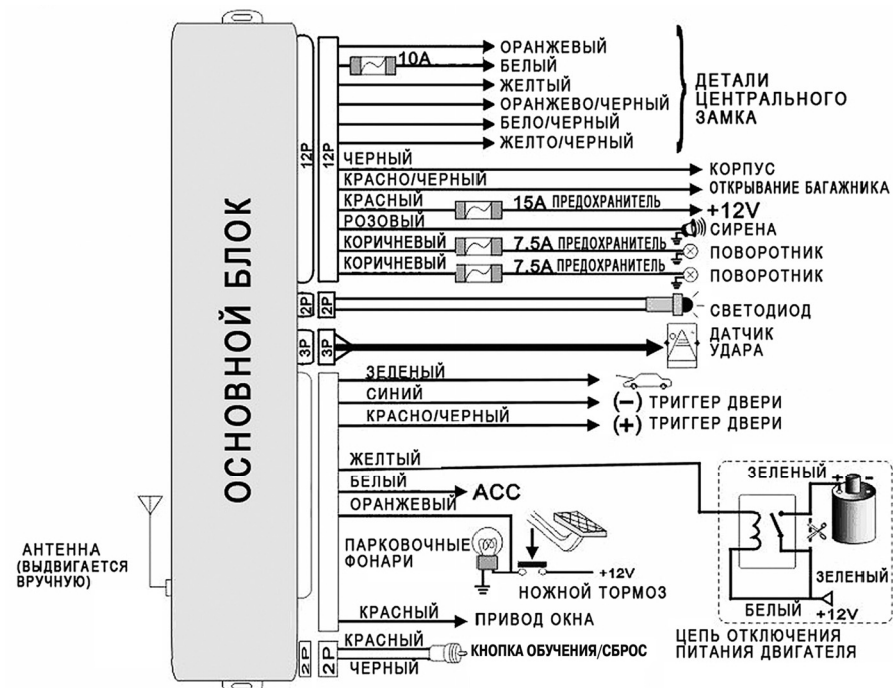 ОСНОВНОЙ БЛОК
АНТЕННА
(ВЫДВИГАЕТСЯ
ВРУЧНУЮ)
12P
12P
ОРАНЖЕВЫЙ
10A
БЕЛЫЙ
ЖЕЛТЫЙ
ОРАНЖЕВО/ЧЕРНЫЙ
БЕЛО/ЧЕРНЫЙ
ЖЕЛТО/ЧЕРНЫЙ
ДЕТАЛИ
ЦЕНТРАЛЬНОГО
ЗАМКА
ЧЕРНЫЙ
КОРПУС
КРАСНО/ЧЕРНЫЙ
ОТКРЫВАНИЕ БАГАЖНИКА
КРАСНЫЙ
15A ПРЕДОХРАНИТЕЛЬ
+12V
РОЗОВЫЙ
СИРЕНА
КОРИЧНЕВЫЙ
7.5A ПРЕДОХРАНИТЕЛЬ
ПОВОРОТНИК
КОРИЧНЕВЫЙ
7.5A ПРЕДОХРАНИТЕЛЬ
ПОВОРОТНИК
2P
2P
СВЕТОДИОД
3P
3P
ДАТЧИК
УДАРА
ЗЕЛЕНЫЙ
СИНИЙ
(-) ТРИГГЕР ДВЕРИ
КРАСНО/ЧЕРНЫЙ
(+) ТРИГГЕР ДВЕРИ
ЖЕЛТЫЙ
БЕЛЫЙ
ACC
ОРАНЖЕВЫЙ
ПАРКОВОЧНЫЕ
ФОНАРИ
+12V
НОЖНОЙ ТОРМОЗ
ЗЕЛЕНЫЙ
+ -
ЗЕЛЕНЫЙ
БЕЛЫЙ
+12V
ЦЕПЬ ОТКЛЮЧЕНИЯ
ПИТАНИЯ ДВИГАТЕЛЯ
КРАСНЫЙ
ПРИВОД ОКНА
2P
2P
КРАСНЫЙ
ЧЕРНЫЙ
КНОПКА ОБУЧЕНИЯ/СБРОС